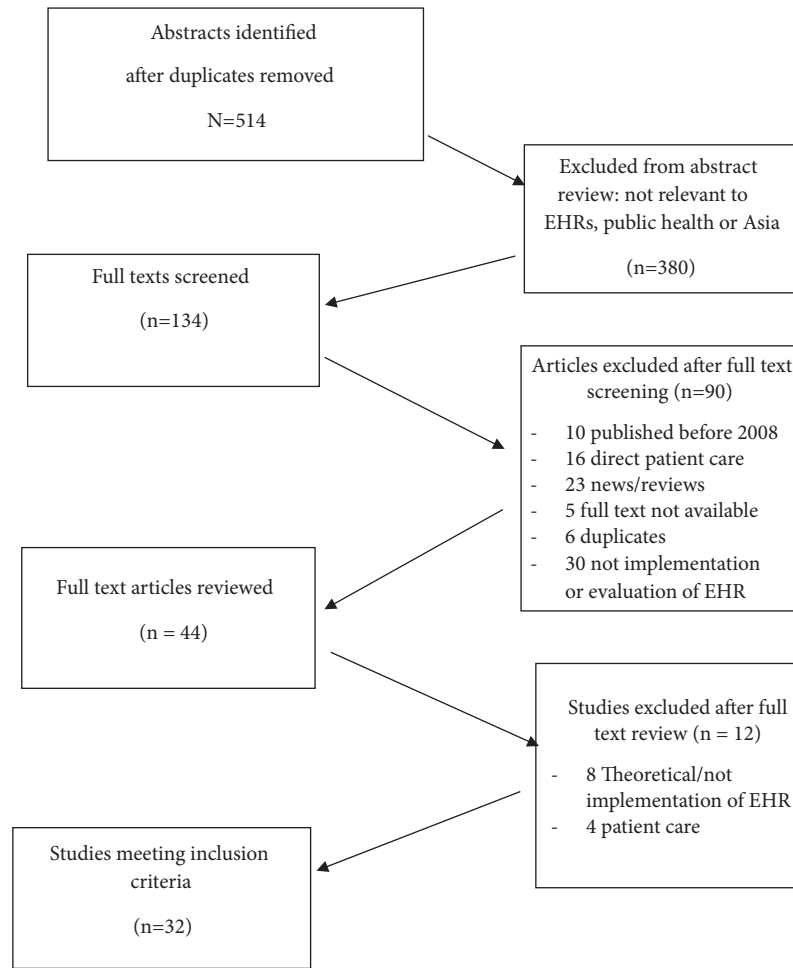 Abstracts identified
after duplicates removed
N=514
Excluded from abstract
review: not relevant to
EHRs, public health or Asia
(n=380)
Full texts screened
(n=134)
Articles excluded after full text
screening (n=90)
- 10 published before 2008
- 16 direct patient care
- 23 news/reviews
- 5 full text not available
- 6 duplicates
- 30 not implementation
or evaluation of EHR
Full text articles reviewed
(n = 44)
Studies excluded after full
text review (n = 12)
- 8 Theoretical/not
implementation of EHR
- 4 patient care
Studies meeting inclusion
criteria
(n=32)